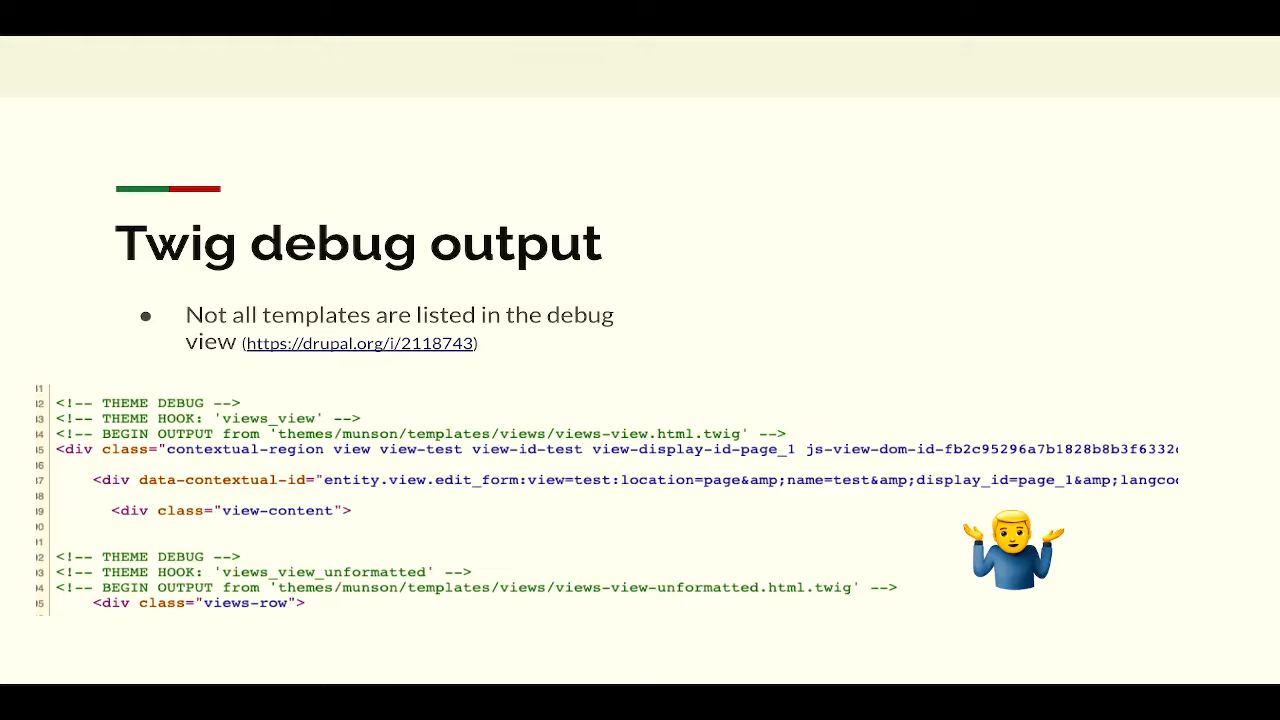 Twig debug output
● Not all templates are listed in the debug
view (https://drupal.org/i/2118743)
<!-- THEME DEBUG -->
<!-- THEME HOOK: 'views_view' -->
<!-- BEGIN OUTPUT from 'themes/munson/templates/views/views-view.html.twig' -->
<div class="contextual-region view view-test view-id-test view-display-id-page_1 js-view-dom-id-fb2c95296a7b1828b8b3f6332
<div data-contextual-id="entity.view.edit_form:view=test:location=page&amp;name=test&amp;display_id=page_1&amp;langco
<div class="view-content">
<!-- THEME DEBUG -->
<!-- THEME HOOK: 'views_view_unformatted' -->
<!-- BEGIN OUTPUT from 'themes/munson/templates/views/views-view-unformatted.html.twig' -->
<div class="views-row">